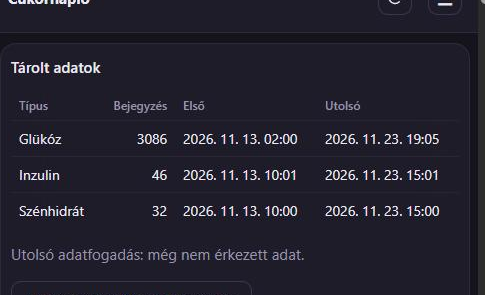 Cukornapló
Tárolt adatok
Típus Bejegyzés Első Utolsó
Glükóz 3086 2026. 11. 13. 02:00 2026. 11. 23. 19:05
Inzulin 46 2026. 11. 13. 10:01 2026. 11. 23. 15:01
Szénhidrát 32 2026. 11. 13. 10:00 2026. 11. 23. 15:00
Utolsó adatfogadás: még nem érkezett adat.